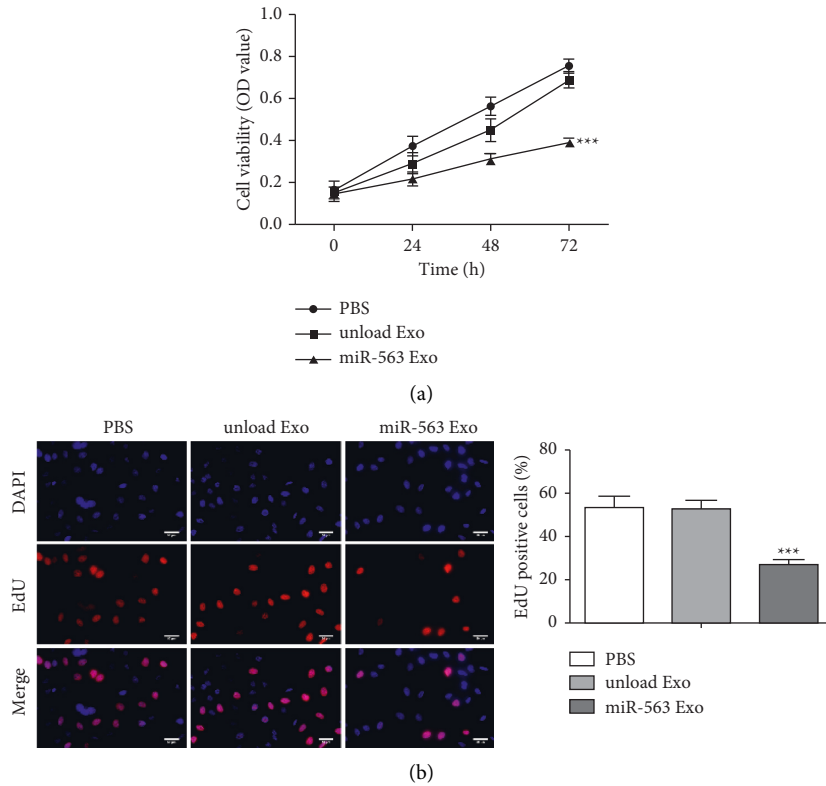 1.0
0.8
0.6
0.4
0.2
0.0
Cell viability (OD value)
***
0 24 48 72
Time (h)
PBS
unload Exo
miR-563 Exo
(a)
PBS unload Exo miR-563 Exo
DAPI
EdU
Merge
80
60
40
20
0
EdU positive cells (%)
***
PBS
unload Exo
miR-563 Exo
(b)